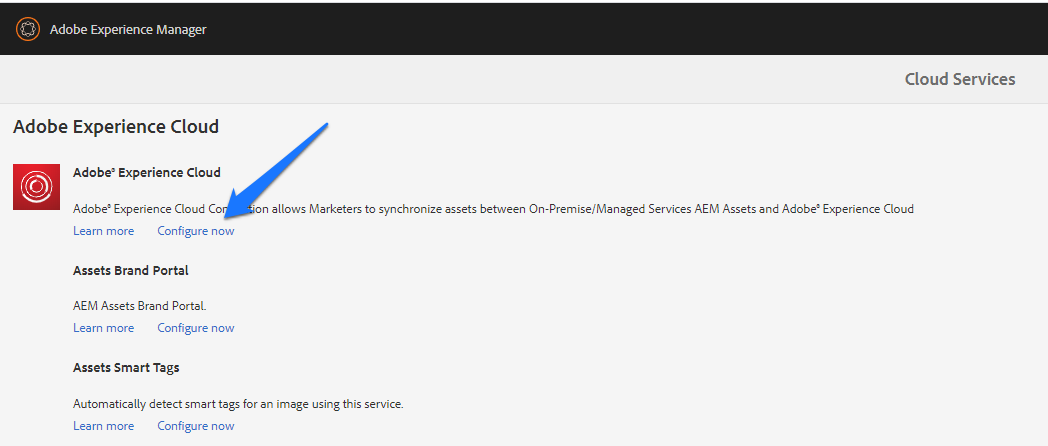 Adobe Experience Manager
Cloud Services
Adobe Experience Cloud
Adobe® Experience Cloud
Adobe® Experience Cloud Con tion allows Marketers to synchronize assets between On-Premise/Managed Services AEM Assets and Adobe® Experience Cloud
Learn more Configure now
Assets Brand Portal
AEM Assets Brand Portal.
Learn more Configure now
Assets Smart Tags
Automatically detect smart tags for an image using this service.
Learn more Configure now